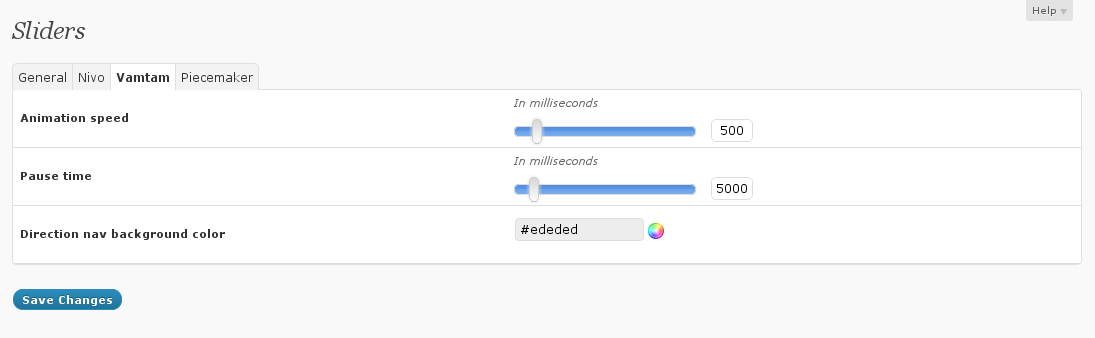 Help
Sliders
General Nivo Vamtam Piecemaker
In milliseconds
Animation speed
500
In milliseconds
Pause time
5000
Direction nav background color
#ededed
Save Changes